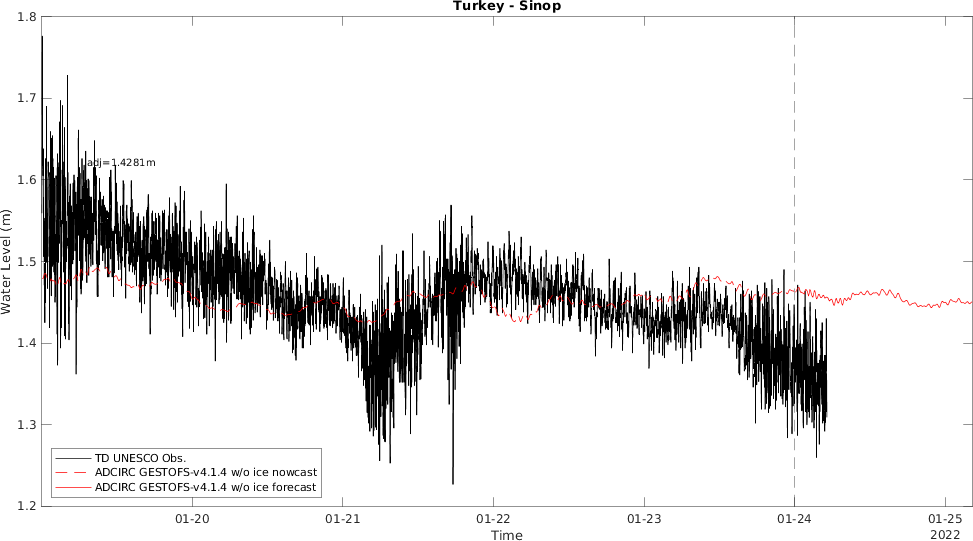 Turkey - Sinop
1.8
1.7
1.6
1.5
1.4
1.3
1.2
Water Level (m)
adj=1.4281m
TD UNESCO Obs.
ADCIRC GESTOFS-v4.1.4 w/o ice nowcast
ADCIRC GESTOFS-v4.1.4 w/o ice forecast
01-20 01-21 01-22 01-23 01-24 01-25
2022
Time